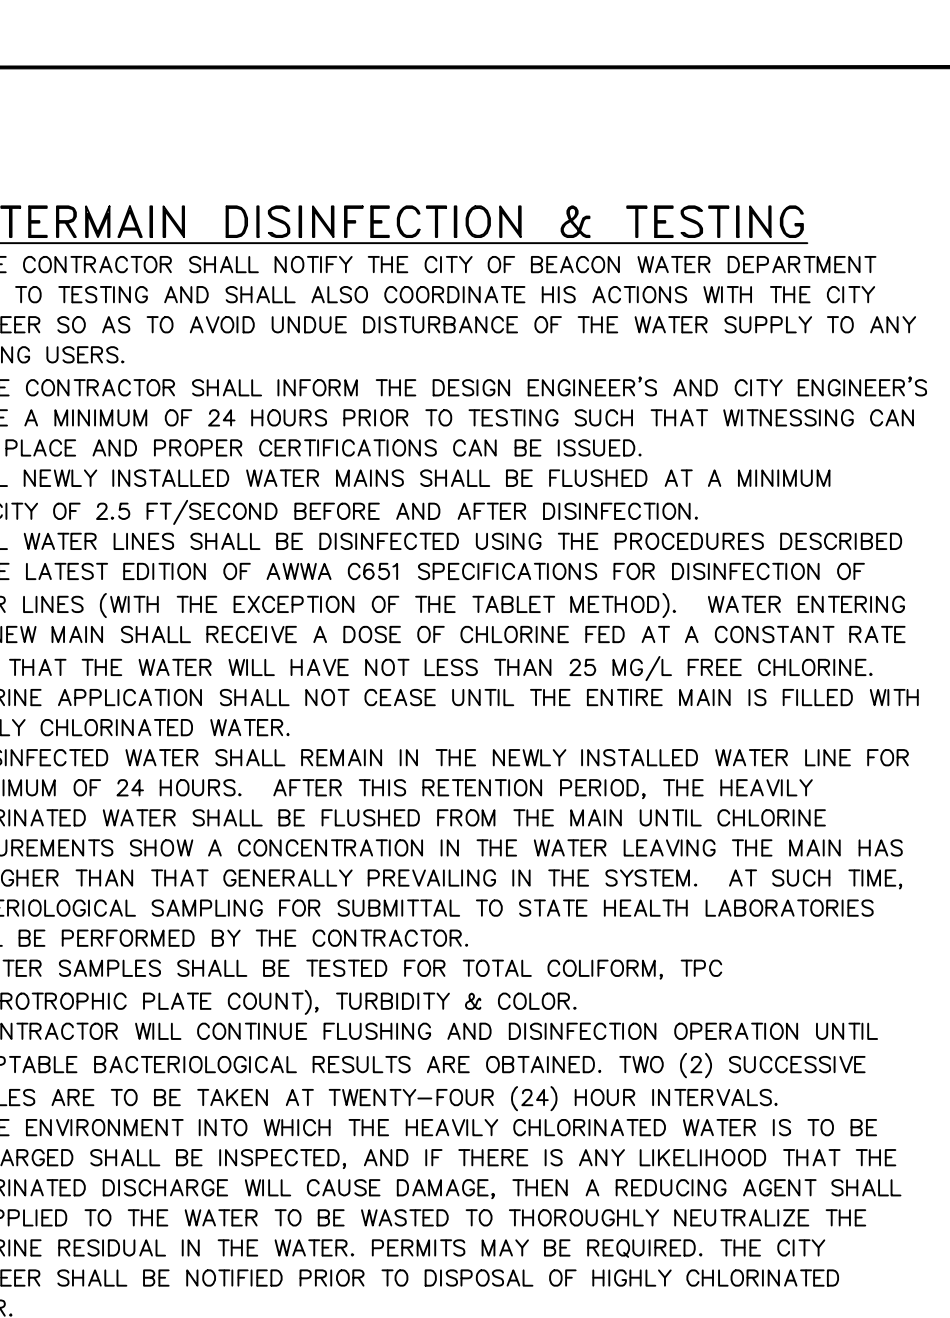 TERMAIN DISINFECTION & TESTING
E CONTRACTOR SHALL NOTIFY THE CITY OF BEACON WATER DEPARTMENT
TO TESTING AND SHALL ALSO COORDINATE HIS ACTIONS WITH THE CITY
EER SO AS TO AVOID UNDUE DISTURBANCE OF THE WATER SUPPLY TO ANY
NG USERS.
E CONTRACTOR SHALL INFORM THE DESIGN ENGINEER'S AND CITY ENGINEER'S
E A MINIMUM OF 24 HOURS PRIOR TO TESTING SUCH THAT WITNESSING CAN
PLACE AND PROPER CERTIFICATIONS CAN BE ISSUED.
L NEWLY INSTALLED WATER MAINS SHALL BE FLUSHED AT A MINIMUM
CITY OF 2.5 FT/SECOND BEFORE AND AFTER DISINFECTION.
L WATER LINES SHALL BE DISINFECTED USING THE PROCEDURES DESCRIBED
E LATEST EDITION OF AWWA C651 SPECIFICATIONS FOR DISINFECTION OF
R LINES (WITH THE EXCEPTION OF THE TABLET METHOD). WATER ENTERING
NEW MAIN SHALL RECEIVE A DOSE OF CHLORINE FED AT A CONSTANT RATE
THAT THE WATER WILL HAVE NOT LESS THAN 25 MG/L FREE CHLORINE.
RINE APPLICATION SHALL NOT CEASE UNTIL THE ENTIRE MAIN IS FILLED WITH
LY CHLORINATED WATER.
SINFECTED WATER SHALL REMAIN IN THE NEWLY INSTALLED WATER LINE FOR
IMUM OF 24 HOURS. AFTER THIS RETENTION PERIOD, THE HEAVILY
RINATED WATER SHALL BE FLUSHED FROM THE MAIN UNTIL CHLORINE
UREMENTS SHOW A CONCENTRATION IN THE WATER LEAVING THE MAIN HAS
GHER THAN THAT GENERALLY PREVAILING IN THE SYSTEM. AT SUCH TIME,
ERIOLOGICAL SAMPLING FOR SUBMITTAL TO STATE HEALTH LABORATORIES
L BE PERFORMED BY THE CONTRACTOR.
TER SAMPLES SHALL BE TESTED FOR TOTAL COLIFORM, TPC
ROTROPHIC PLATE COUNT), TURBIDITY & COLOR.
NTRACTOR WILL CONTINUE FLUSHING AND DISINFECTION OPERATION UNTIL
PTABLE BACTERIOLOGICAL RESULTS ARE OBTAINED. TWO (2) SUCCESSIVE
LES ARE TO BE TAKEN AT TWENTY–FOUR (24) HOUR INTERVALS.
E ENVIRONMENT INTO WHICH THE HEAVILY CHLORINATED WATER IS TO BE
ARGED SHALL BE INSPECTED, AND IF THERE IS ANY LIKELIHOOD THAT THE
RINATED DISCHARGE WILL CAUSE DAMAGE, THEN A REDUCING AGENT SHALL
PPLIED TO THE WATER TO BE WASTED TO THOROUGHLY NEUTRALIZE THE
RINE RESIDUAL IN THE WATER. PERMITS MAY BE REQUIRED. THE CITY
EER SHALL BE NOTIFIED PRIOR TO DISPOSAL OF HIGHLY CHLORINATED
R.